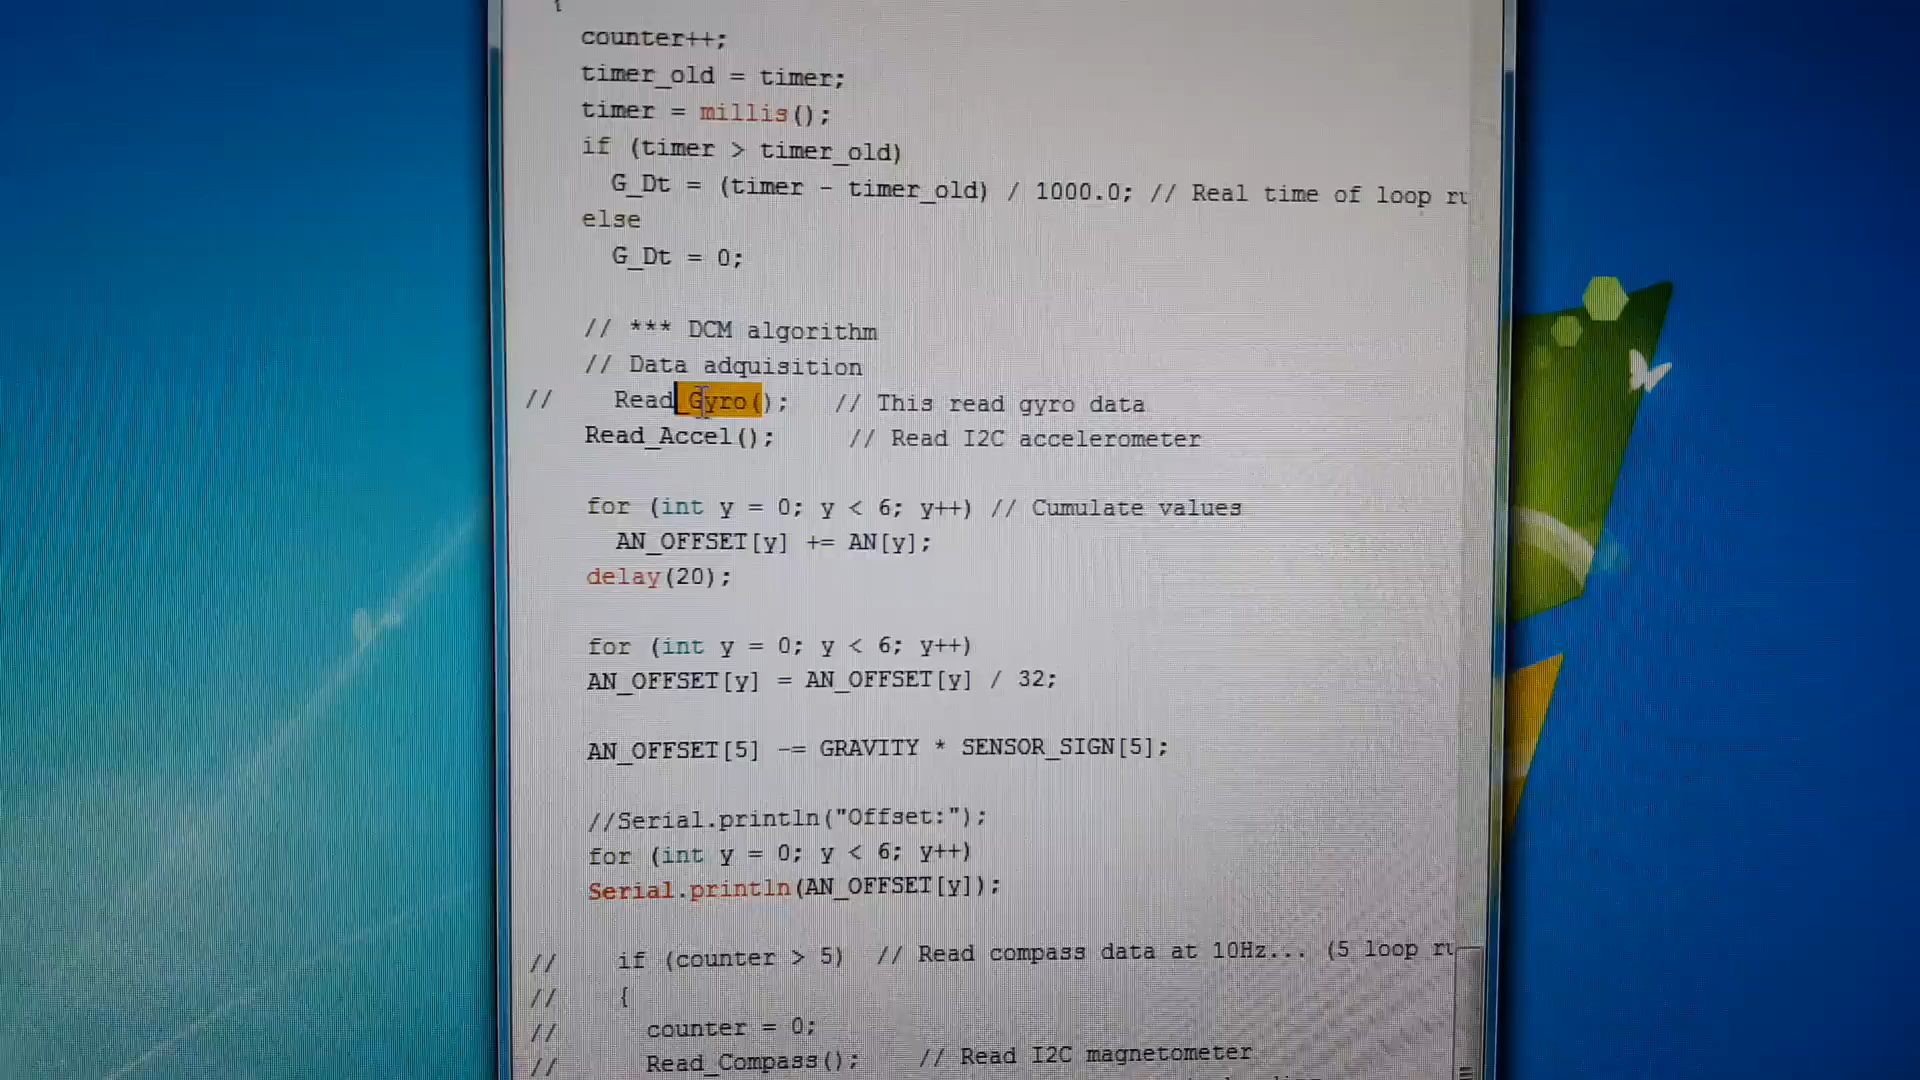 {
counter++;
timer_old = timer;
timer = millis();
if (timer > timer_old)
G_Dt = (timer - timer_old) / 1000.0; // Real time of loop
else
G_Dt = 0;
// *** DCM algorithm
// Data adquisition
// Read_Gyro(); // This read gyro data
Read_Accel(); // Read I2C accelerometer
for (int y = 0; y < 6; y++) // Cumulate values
AN_OFFSET[y] += AN[y];
delay(20);
for (int y = 0; y < 6; y++)
AN_OFFSET[y] = AN_OFFSET[y] / 32;
AN_OFFSET[5] -= GRAVITY * SENSOR_SIGN[5];
//Serial.println("Offset:");
for (int y = 0; y < 6; y++)
Serial.println(AN_OFFSET[y]);
// if (counter > 5) // Read compass data at 10Hz... (5 loop
// {
// counter = 0;
// Read_Compass(); // Read I2C magnetometer